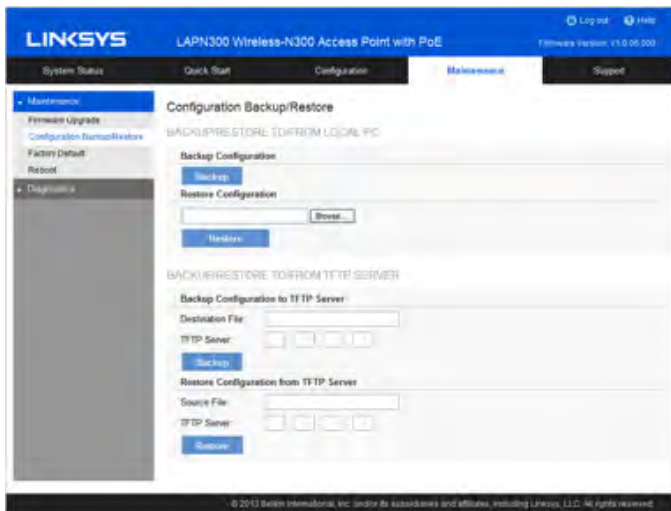 Log out Help
LINKSYS LAPN300 Wireless-N300 Access Point with PoE Firmware Version: V1.0.00.000
System Status Quick Start Configuration Maintenance Support
Maintenance
Firmware Upgrade
Configuration Backup/Restore
Factory Default
Reboot
Diagnostics
Configuration Backup/Restore
BACKUP/RESTORE TO/FROM LOCAL PC
Backup Configuration
Backup
Restore Configuration
Browse...
Restore
BACKUP/RESTORE TO/FROM TFTP SERVER
Backup Configuration to TFTP Server
Destination File:
TFTP Server:
Backup
Restore Configuration from TFTP Server
Source File:
TFTP Server:
Restore
© 2013 Belkin International, Inc. and/or its subsidiaries and affiliates, including Linksys, LLC. All rights reserved.